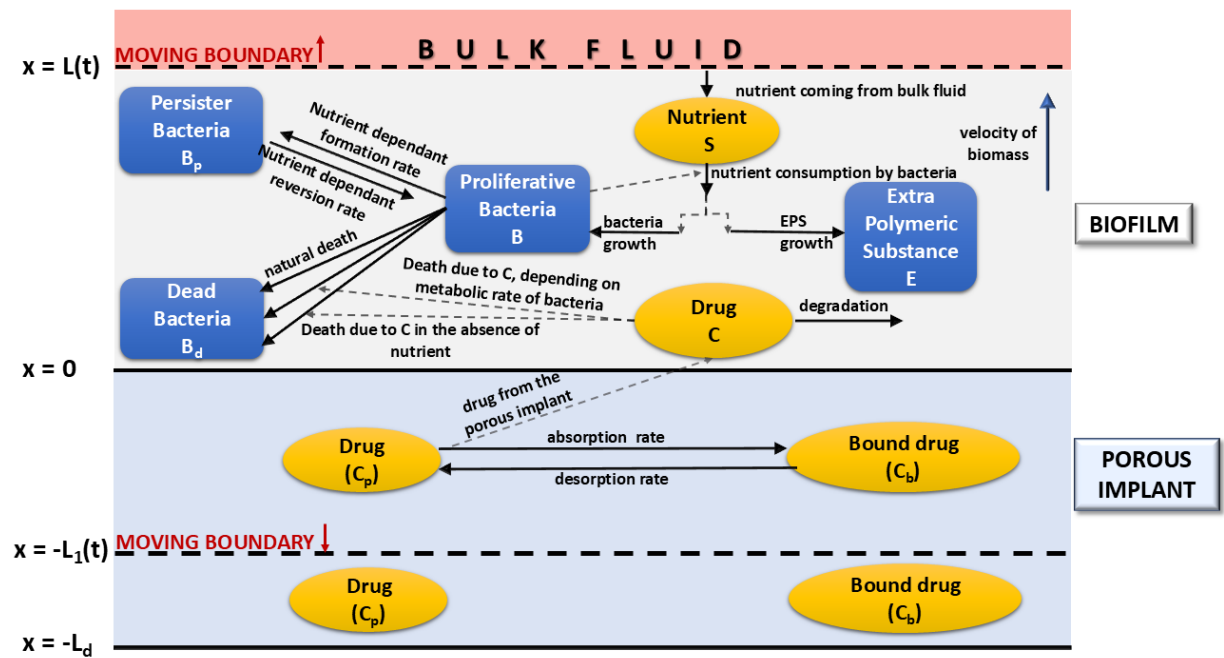 BULK FLUID
MOVING BOUNDARY
x = L(t)
nutrient coming from bulk fluid
Persister
Bacteria
Bp
Nutrient dependant
formation rate
Nutrient dependant
reversion rate
Nutrient
S
velocity of
biomass
nutrient consumption by bacteria
Proliferative
Bacteria
B
bacteria
growth
EPS
growth
Extra
Polymeric
Substance
E
BIOFILM
natural death
Death due to C, depending on
metabolic rate of bacteria
Dead
Bacteria
Bd
Death due to C in the absence of
nutrient
Drug
C
degradation
x = 0
drug from the
porous implant
Drug
(Cp)
absorption rate
desorption rate
Bound drug
(Cb)
POROUS
IMPLANT
x = -L1(t)
MOVING BOUNDARY
Drug
(Cp)
Bound drug
(Cb)
x = -Ld